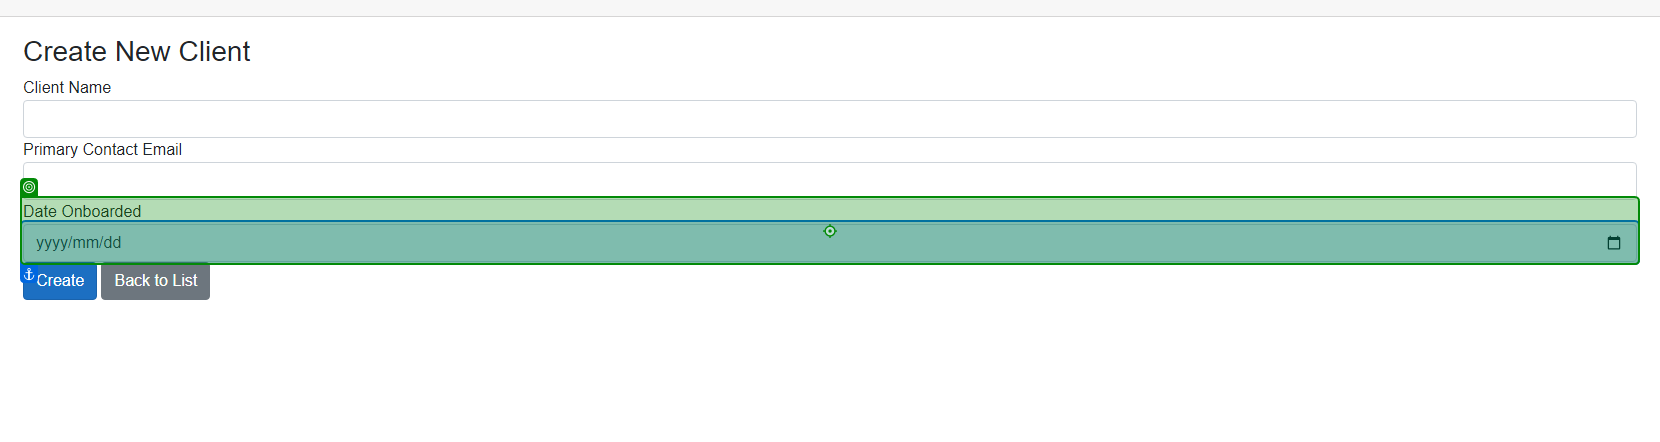 Create New Client
Client Name
Primary Contact Email
Date Onboarded
yyyy/mm/dd
Create Back to List